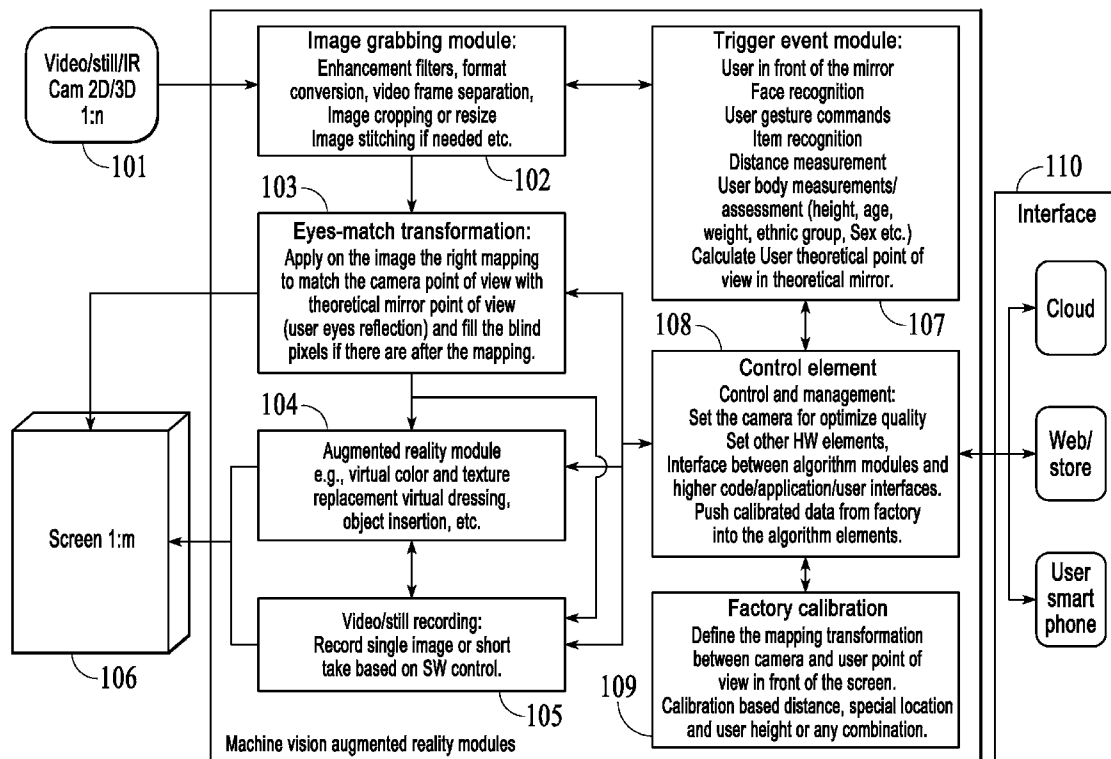 Video/still/IR
Cam 2D/3D
1:n
101
Image grabbing module:
Enhancement filters, format
conversion, video frame separation,
Image cropping or resize
Image stitching if needed etc.
102
Trigger event module:
User in front of the mirror
Face recognition
User gesture commands
Item recognition
Distance measurement
User body measurements/
assessment (height, age,
weight, ethnic group, Sex etc.)
Calculate User theoretical point of
view in theoretical mirror.
107
103
Eyes-match transformation:
Apply on the image the right mapping
to match the camera point of view with
theoretical mirror point of view
(user eyes reflection) and fill the blind
pixels if there are after the mapping.
108
Control element
Control and management:
Set the camera for optimize quality
Set other HW elements,
Interface between algorithm modules and
higher code/application/user interfaces.
Push calibrated data from factory
into the algorithm elements.
104
Augmented reality module
e.g., virtual color and texture
replacement virtual dressing,
object insertion, etc.
Screen 1:m
106
Video/still recording:
Record single image or short
take based on SW control.
105
Factory calibration
Define the mapping transformation
between camera and user point of
view in front of the screen.
Calibration based distance, special location
and user height or any combination.
109
Machine vision augmented reality modules
110
Interface
Cloud
Web/
store
User
smart
phone